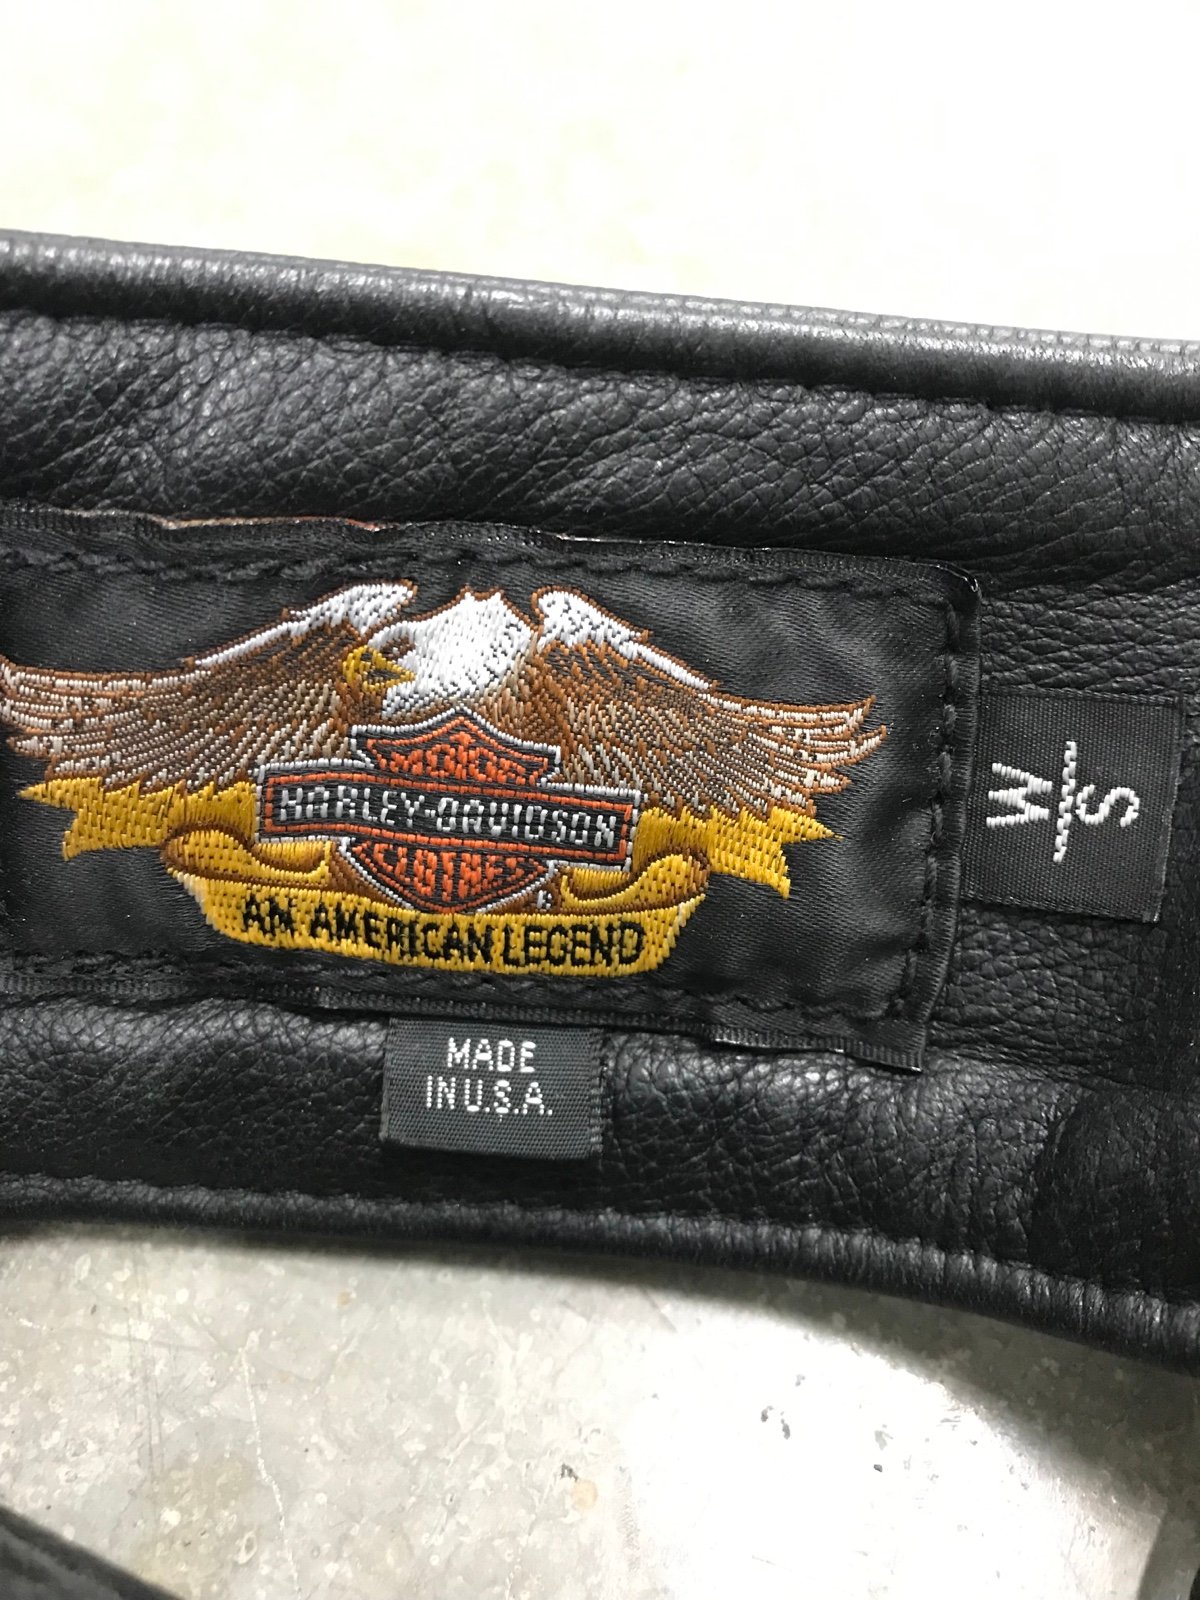 MOTOR
HARLEY-DAVIDSON
CLOTHES
®
AN AMERICAN LEGEND
MADE
IN U.S.A.
W/S